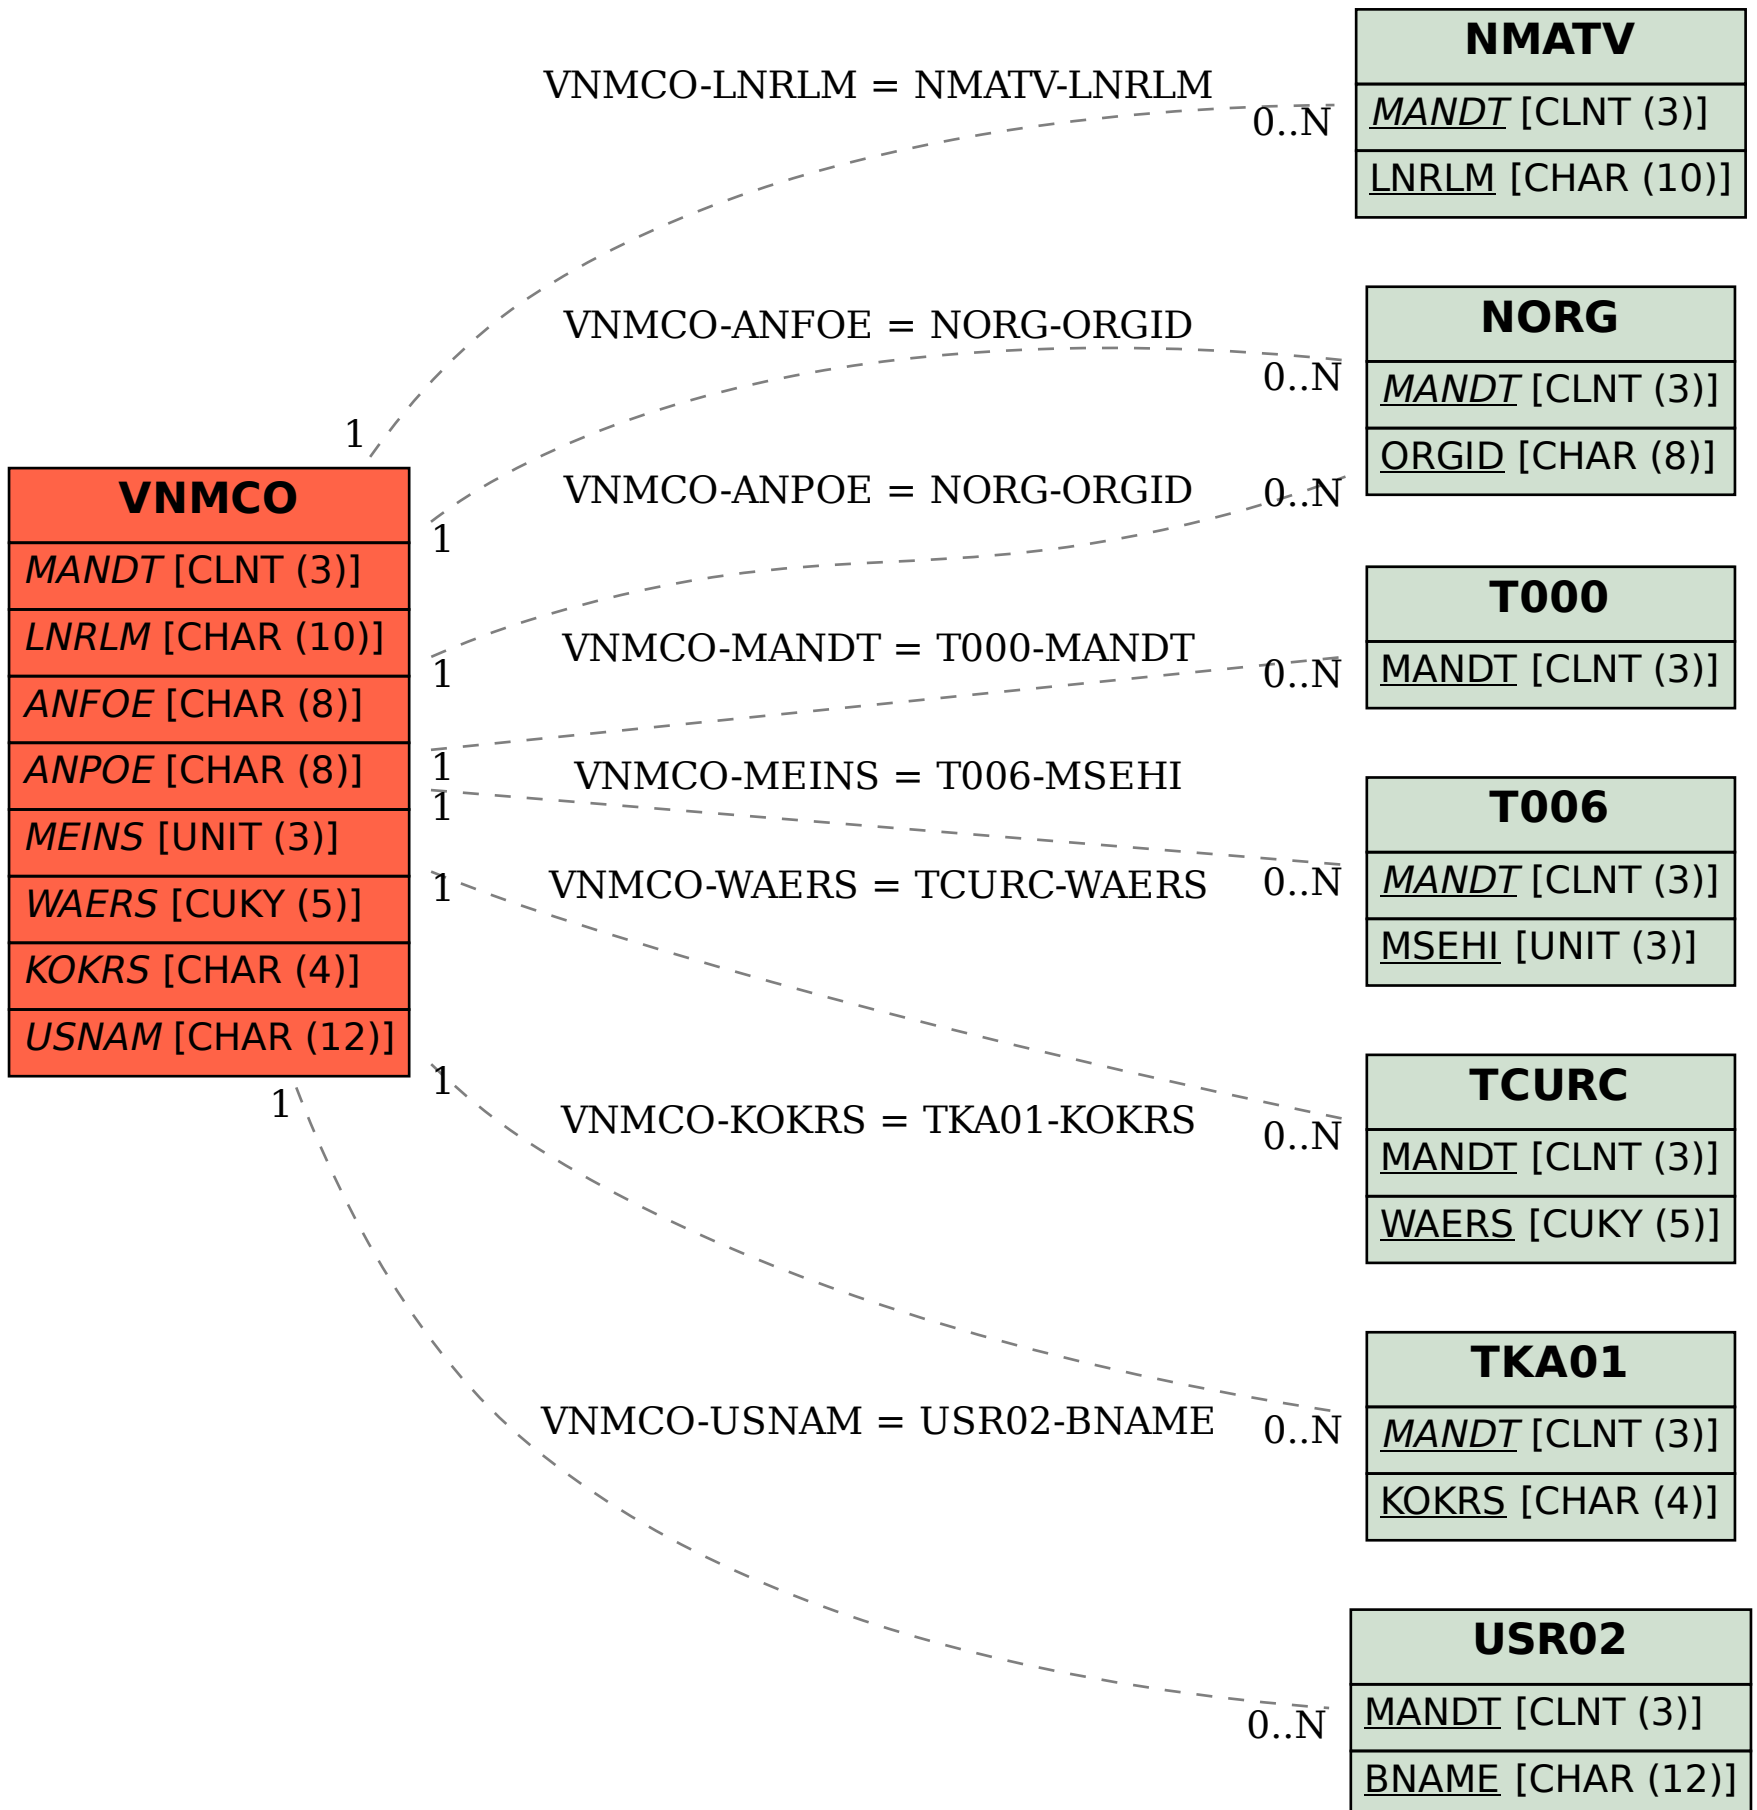 VNMCO
MANDT [CLNT (3)]
LNRLM [CHAR (10)]
ANFOE [CHAR (8)]
ANPOE [CHAR (8)]
MEINS [UNIT (3)]
WAERS [CUKY (5)]
KOKRS [CHAR (4)]
USNAM [CHAR (12)]
VNMCO-LNRLM = NMATV-LNRLM
1
0..N
VNMCO-ANFOE = NORG-ORGID
1
0..N
VNMCO-ANPOE = NORG-ORGID
1
0..N
VNMCO-MANDT = T000-MANDT
1
0..N
VNMCO-MEINS = T006-MSEHI
1
0..N
VNMCO-WAERS = TCURC-WAERS
1
0..N
VNMCO-KOKRS = TKA01-KOKRS
1
0..N
VNMCO-USNAM = USR02-BNAME
1
0..N
NMATV
MANDT [CLNT (3)]
LNRLM [CHAR (10)]
NORG
MANDT [CLNT (3)]
ORGID [CHAR (8)]
T000
MANDT [CLNT (3)]
T006
MANDT [CLNT (3)]
MSEHI [UNIT (3)]
TCURC
MANDT [CLNT (3)]
WAERS [CUKY (5)]
TKA01
MANDT [CLNT (3)]
KOKRS [CHAR (4)]
USR02
MANDT [CLNT (3)]
BNAME [CHAR (12)]